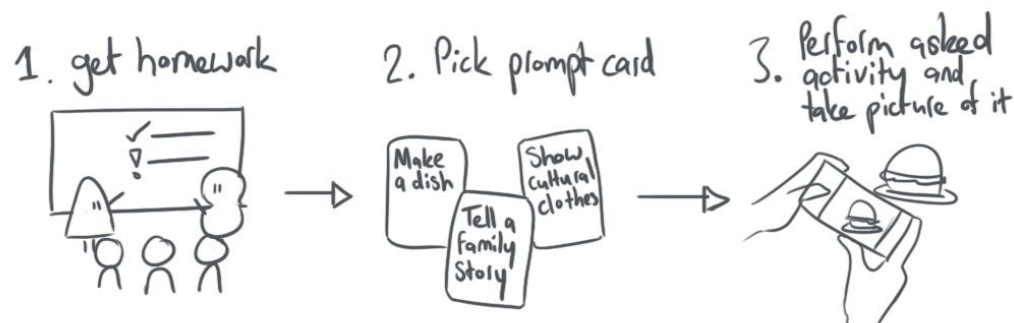 1. get homework
2. Pick prompt card
Make
a dish
Show
cultural
clothes
Tell a
family
Story
3. Perform asked
activity and
take picture of it